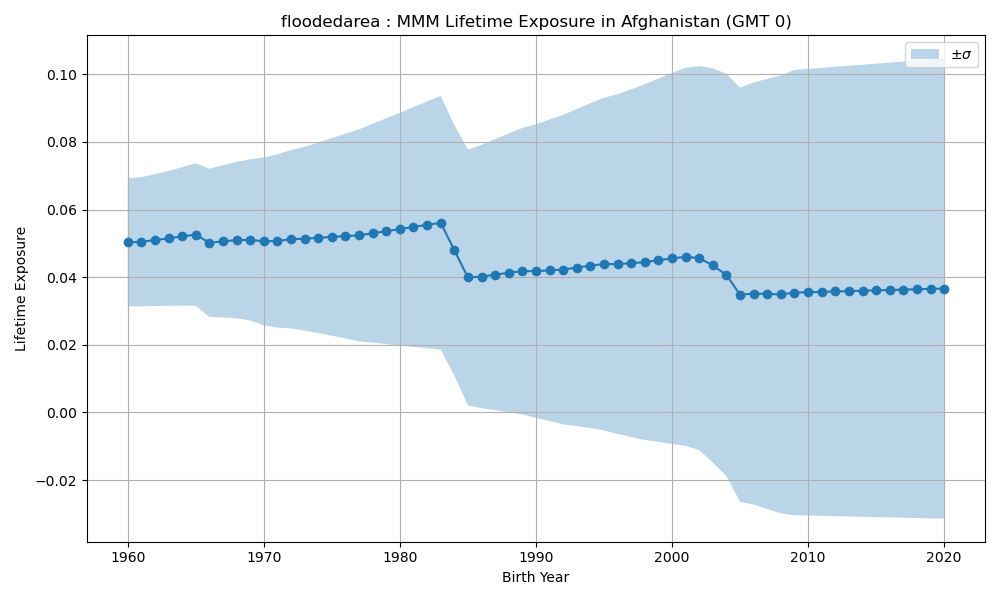 floodedarea : MMM Lifetime Exposure in Afghanistan (GMT 0)
±σ
Lifetime Exposure
0.10
0.08
0.06
0.04
0.02
0.00
−0.02
1960 1970 1980 1990 2000 2010 2020
Birth Year